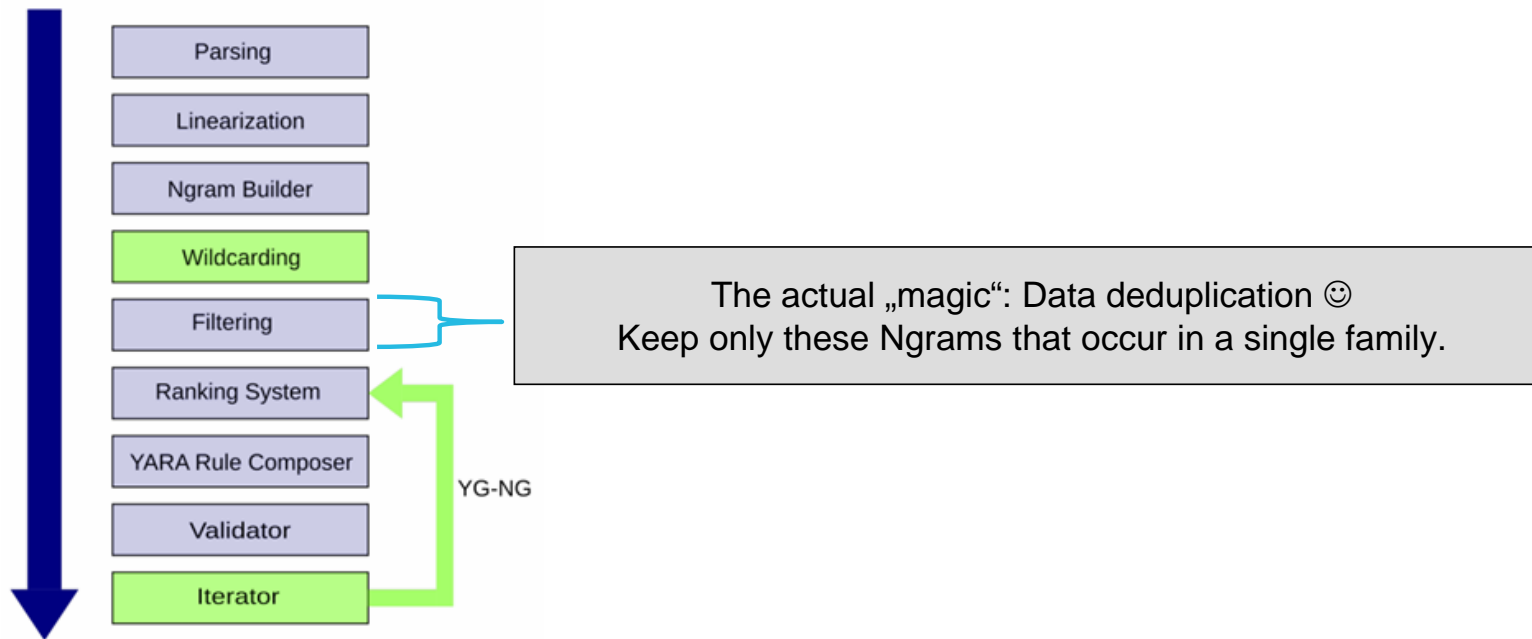 Parsing
Linearization
Ngram Builder
Wildcarding
Filtering
The actual „magic“: Data deduplication ☺
Keep only these Ngrams that occur in a single family.
Ranking System
YARA Rule Composer
YG-NG
Validator
Iterator